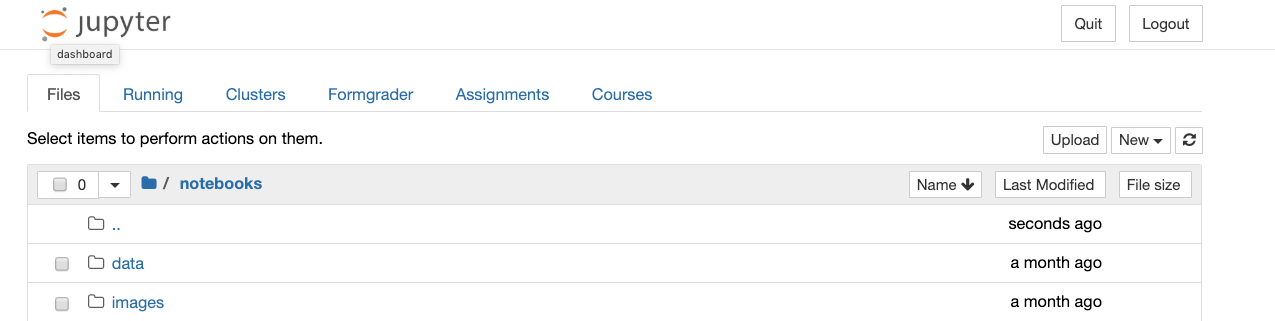 jupyter Quit Logout
dashboard
Files Running Clusters Formgrader Assignments Courses
Select items to perform actions on them. Upload New
0 / notebooks Name Last Modified File size
.. seconds ago
data a month ago
images a month ago